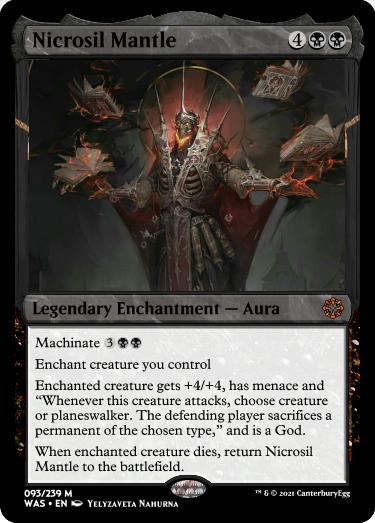 Nicrosil Mantle 4
Legendary Enchantment — Aura
Machinate 3
Enchant creature you control
Enchanted creature gets +4/+4, has menace and
“Whenever this creature attacks, choose creature
or planeswalker. The defending player sacrifices a
permanent of the chosen type,” and is a God.
When enchanted creature dies, return Nicrosil
Mantle to the battlefield.
093/239 M
WAS • EN Yelyzaveta Nahurna
™ & © 2021 CanterburyEgg